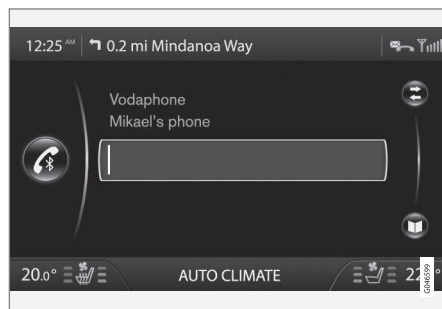 12:25 AM 0.2 mi Mindanoa Way
Vodaphone
Mikael's phone
20.0° AUTO CLIMATE 22 °
G046599